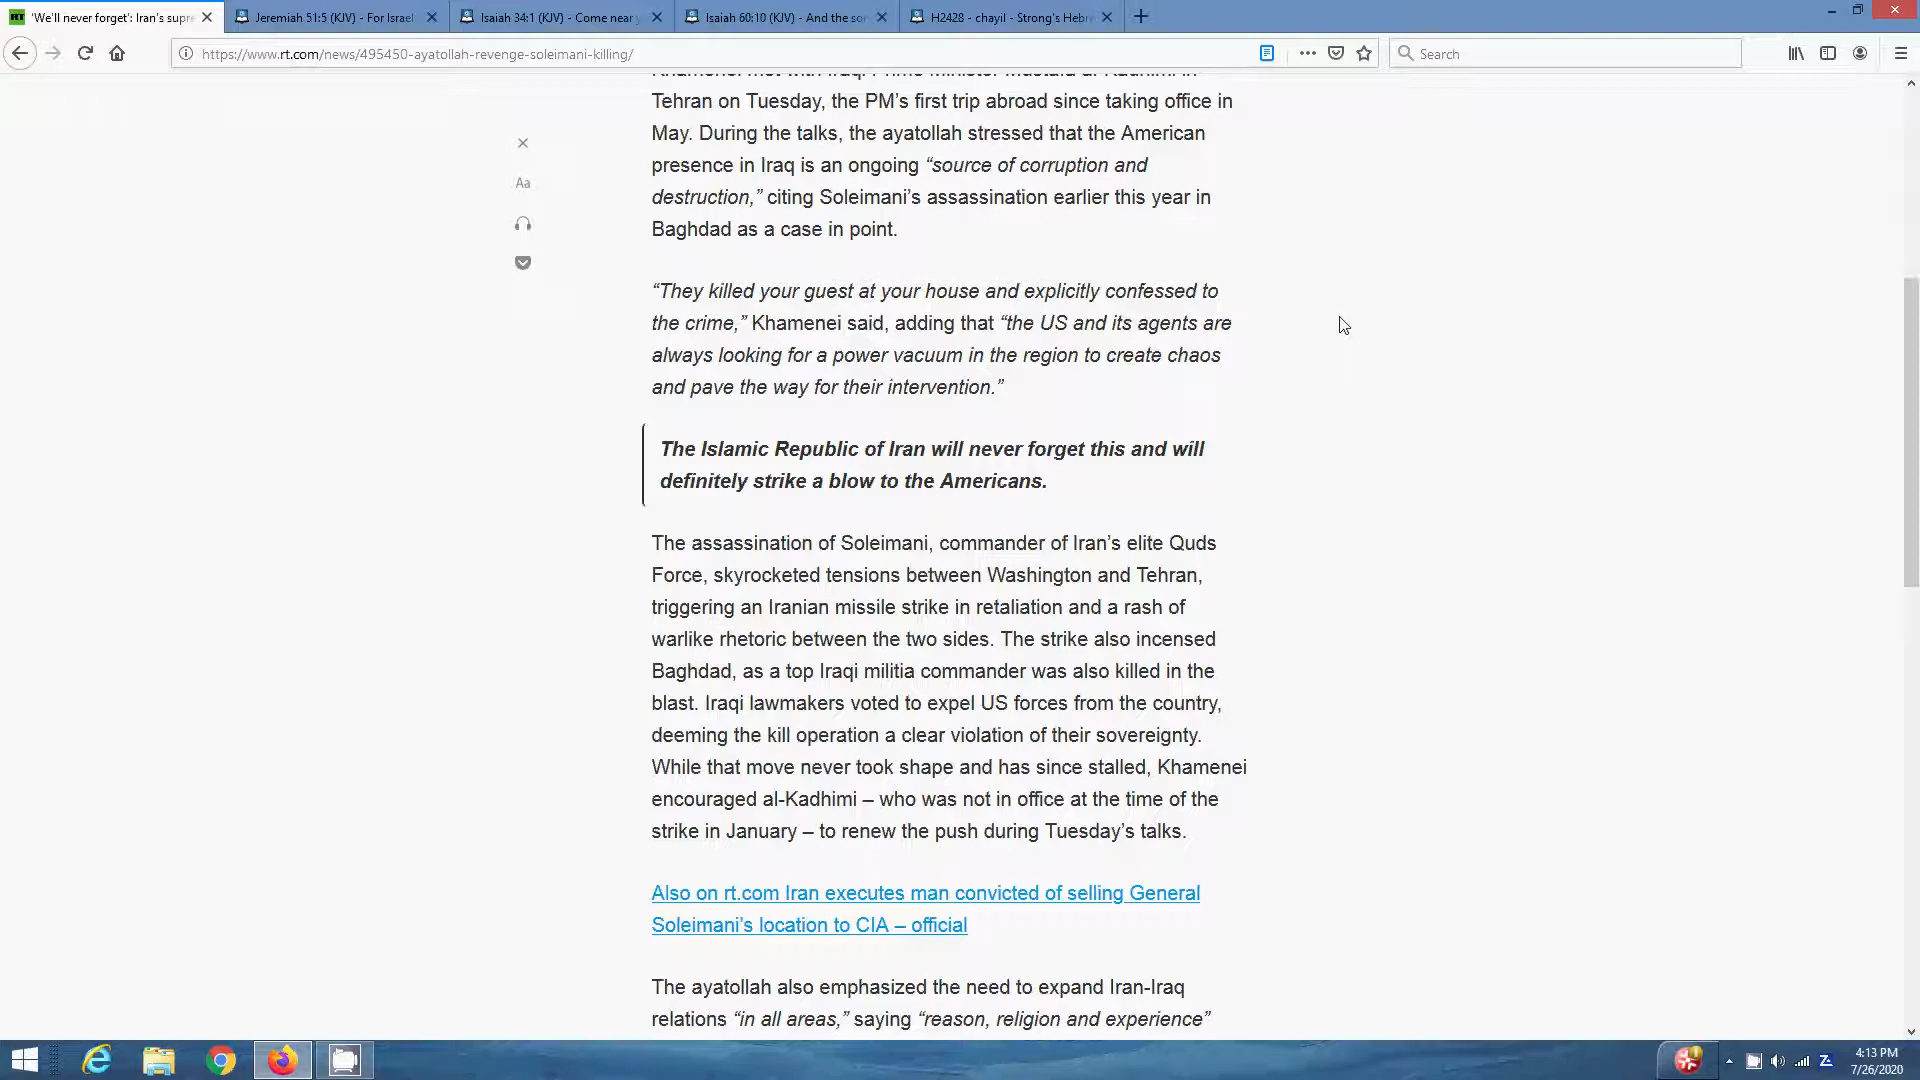 'We'll never forget': Iran's supre
Jeremiah 51:5 (KJV) - For Israel
Isaiah 34:1 (KJV) - Come near
Isaiah 60:10 (KJV) - And the so
H2428 - chayil - Strong's Hebre
https://www.rt.com/news/495450-ayatollah-revenge-soleimani-killing/
Search
Khamenei met with Iraqi Prime Minister Mustafa al-Kadhimi in
Tehran on Tuesday, the PM’s first trip abroad since taking office in
May. During the talks, the ayatollah stressed that the American
presence in Iraq is an ongoing “source of corruption and
destruction,” citing Soleimani’s assassination earlier this year in
Baghdad as a case in point.
Aa
“They killed your guest at your house and explicitly confessed to
the crime,” Khamenei said, adding that “the US and its agents are
always looking for a power vacuum in the region to create chaos
and pave the way for their intervention.”
The Islamic Republic of Iran will never forget this and will
definitely strike a blow to the Americans.
The assassination of Soleimani, commander of Iran’s elite Quds
Force, skyrocketed tensions between Washington and Tehran,
triggering an Iranian missile strike in retaliation and a rash of
warlike rhetoric between the two sides. The strike also incensed
Baghdad, as a top Iraqi militia commander was also killed in the
blast. Iraqi lawmakers voted to expel US forces from the country,
deeming the kill operation a clear violation of their sovereignty.
While that move never took shape and has since stalled, Khamenei
encouraged al-Kadhimi – who was not in office at the time of the
strike in January – to renew the push during Tuesday’s talks.
Also on rt.com Iran executes man convicted of selling General
Soleimani’s location to CIA – official
The ayatollah also emphasized the need to expand Iran-Iraq
relations “in all areas,” saying “reason, religion and experience”
4:13 PM
7/26/2020